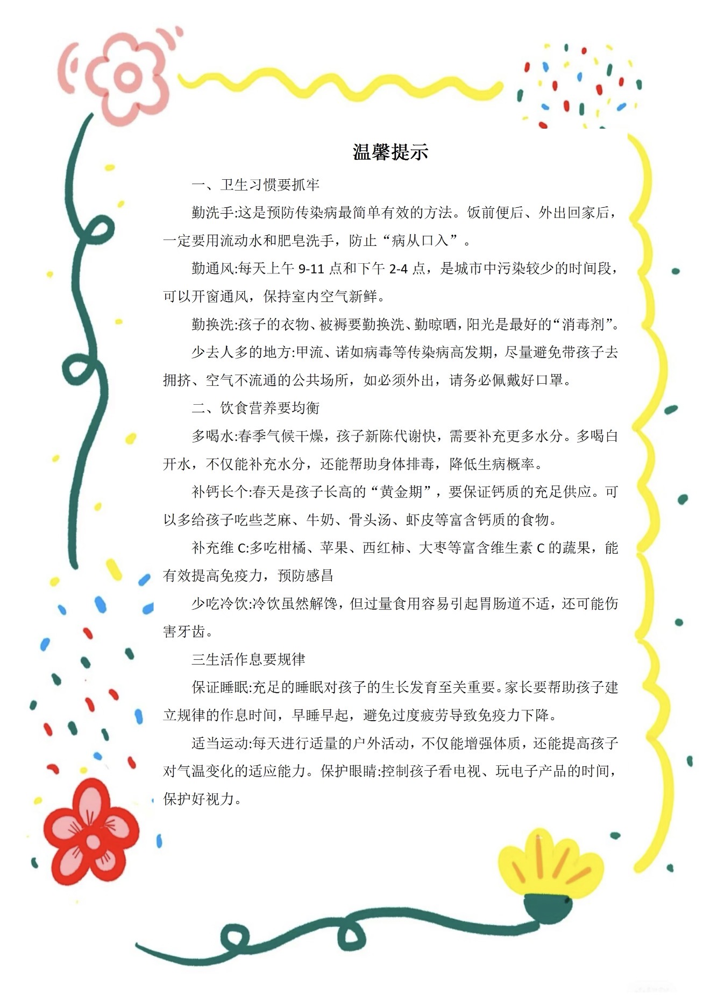 温馨提示
一、卫生习惯要抓牢
勤洗手:这是预防传染病最简单有效的方法。饭前便后、外出回家后，
一定要用流动水和肥皂洗手，防止“病从口入”。
勤通风:每天上午 9-11 点和下午 2-4 点，是城市中污染较少的时间段，
可以开窗通风，保持室内空气新鲜。
勤换洗:孩子的衣物、被褥要勤换洗、勤晾晒，阳光是最好的“消毒剂”。
少去人多的地方:甲流、诺如病毒等传染病高发期，尽量避免带孩子去
拥挤、空气不流通的公共场所，如必须外出，请务必佩戴好口罩。
二、饮食营养要均衡
多喝水:春季气候干燥，孩子新陈代谢快，需要补充更多水分。多喝白
开水，不仅能补充水分，还能帮助身体排毒，降低生病概率。
补钙长个:春天是孩子长高的“黄金期”，要保证钙质的充足供应。可
以多给孩子吃些芝麻、牛奶、骨头汤、虾皮等富含钙质的食物。
补充维 C:多吃柑橘、苹果、西红柿、大枣等富含维生素 C 的蔬果，能
有效提高免疫力，预防感昌
少吃冷饮:冷饮虽然解馋，但过量食用容易引起胃肠道不适，还可能伤
害牙齿。
三生活作息要规律
保证睡眠:充足的睡眠对孩子的生长发育至关重要。家长要帮助孩子建
立规律的作息时间，早睡早起，避免过度疲劳导致免疫力下降。
适当运动:每天进行适量的户外活动，不仅能增强体质，还能提高孩子
对气温变化的适应能力。保护眼睛:控制孩子看电视、玩电子产品的时间，
保护好视力。